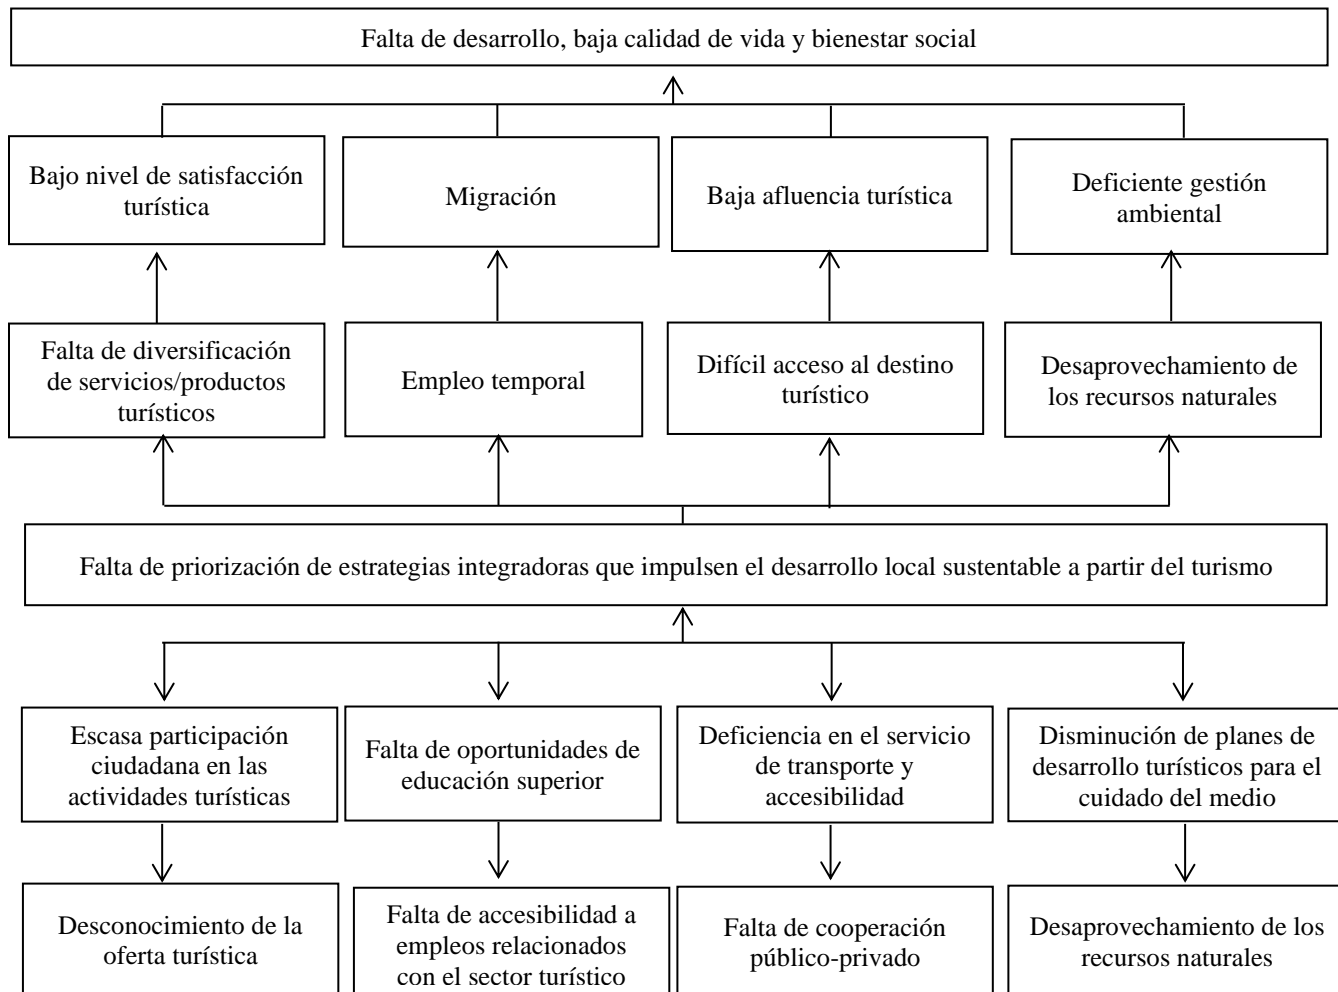 Falta de desarrollo, baja calidad de vida y bienestar social
Bajo nivel de satisfacción
turística
Migración
Baja afluencia turística
Deficiente gestión
ambiental
Falta de diversificación
de servicios/productos
turísticos
Empleo temporal
Difícil acceso al destino
turístico
Desaprovechamiento de
los recursos naturales
Falta de priorización de estrategias integradoras que impulsen el desarrollo local sustentable a partir del turismo
Escasa participación
ciudadana en las
actividades turísticas
Falta de oportunidades de
educación superior
Deficiencia en el servicio
de transporte y
accesibilidad
Disminución de planes de
desarrollo turísticos para el
cuidado del medio
Desconocimiento de la
oferta turística
Falta de accesibilidad a
empleos relacionados
con el sector turístico
Falta de cooperación
público-privado
Desaprovechamiento de los
recursos naturales